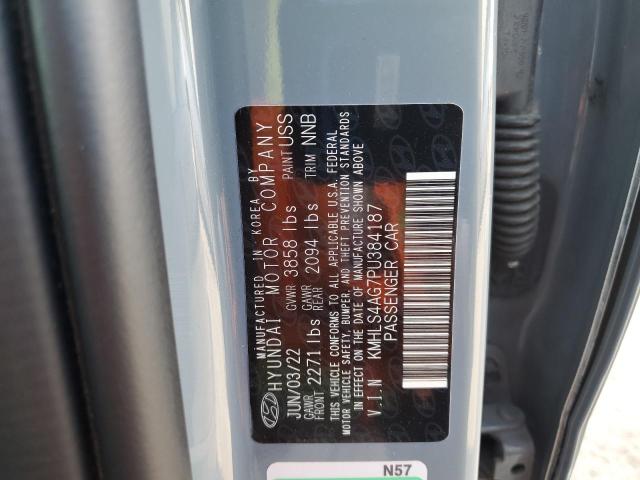 MANUFACTURED IN KOREA BY
HYUNDAI MOTOR COMPANY
JUN/03/22 GVWR 3858 lbs PAINT USS
GAWR FRONT 2271 lbs GAWR REAR 2094 lbs TRIM NNB
THIS VEHICLE CONFORMS TO ALL APPLICABLE U.S.A. FEDERAL
MOTOR VEHICLE SAFETY, BUMPER, AND THEFT PREVENTION STANDARDS
IN EFFECT ON THE DATE OF MANUFACTURE SHOWN ABOVE
V.I.N KMHLS4AG7PU384187
PASSENGER CAR
N57